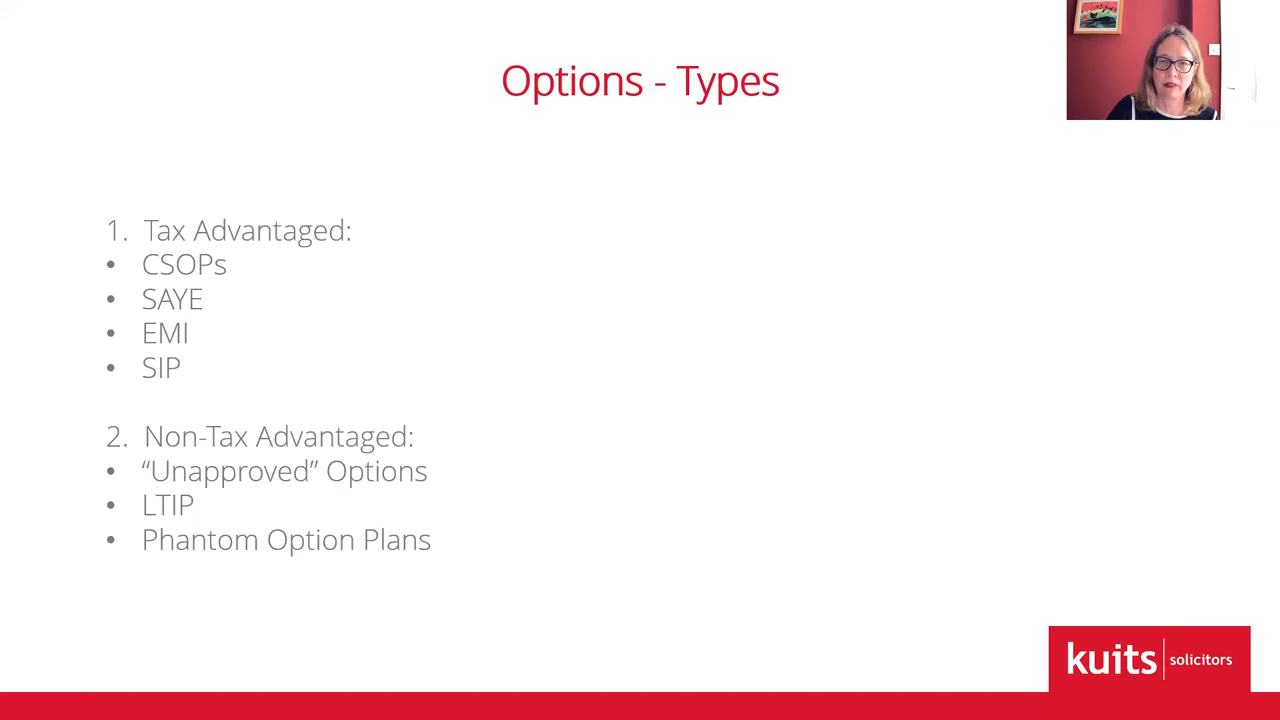 Options - Types
1. Tax Advantaged:
• CSOPs
• SAYE
• EMI
• SIP
2. Non-Tax Advantaged:
• “Unapproved” Options
• LTIP
• Phantom Option Plans
kuits solicitors